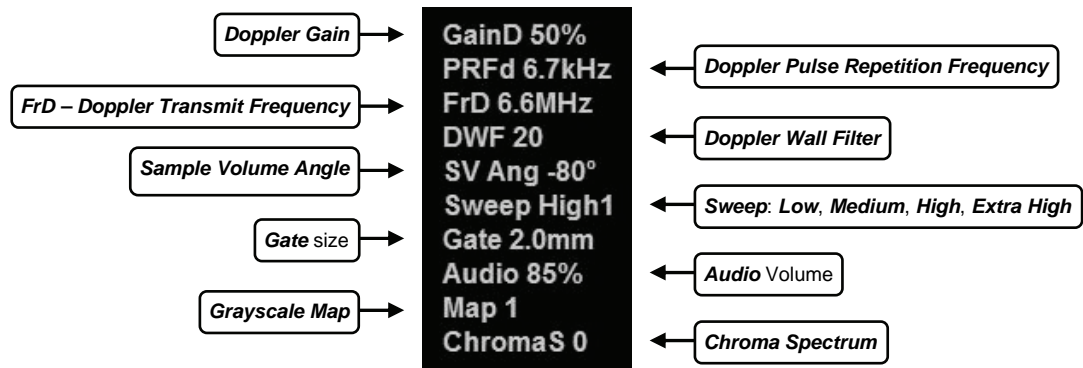 Doppler Gain
FrD – Doppler Transmit Frequency
Sample Volume Angle
Gate size
Grayscale Map
GainD 50%
PRFd 6.7kHz
FrD 6.6MHz
DWF 20
SV Ang -80°
Sweep High1
Gate 2.0mm
Audio 85%
Map 1
ChromaS 0
Doppler Pulse Repetition Frequency
Doppler Wall Filter
Sweep: Low, Medium, High, Extra High
Audio Volume
Chroma Spectrum